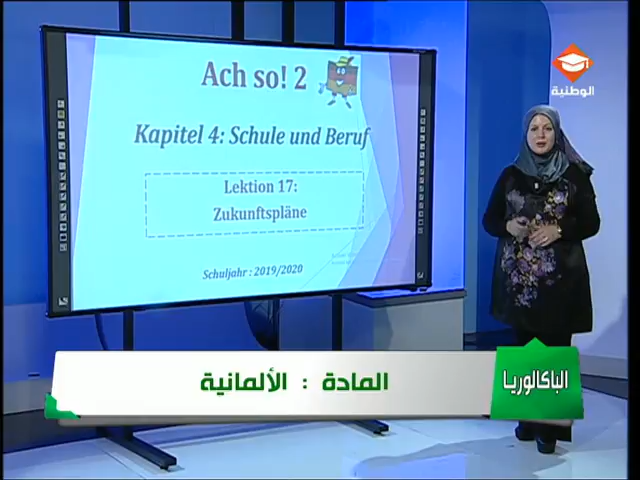 Ach so! 2
Kapitel 4: Schule und Beruf
Lektion 17:
Zukunftspläne
Schuljahr : 2019/2020
الوطنية
المادة : الألمانية
الباكالوريا